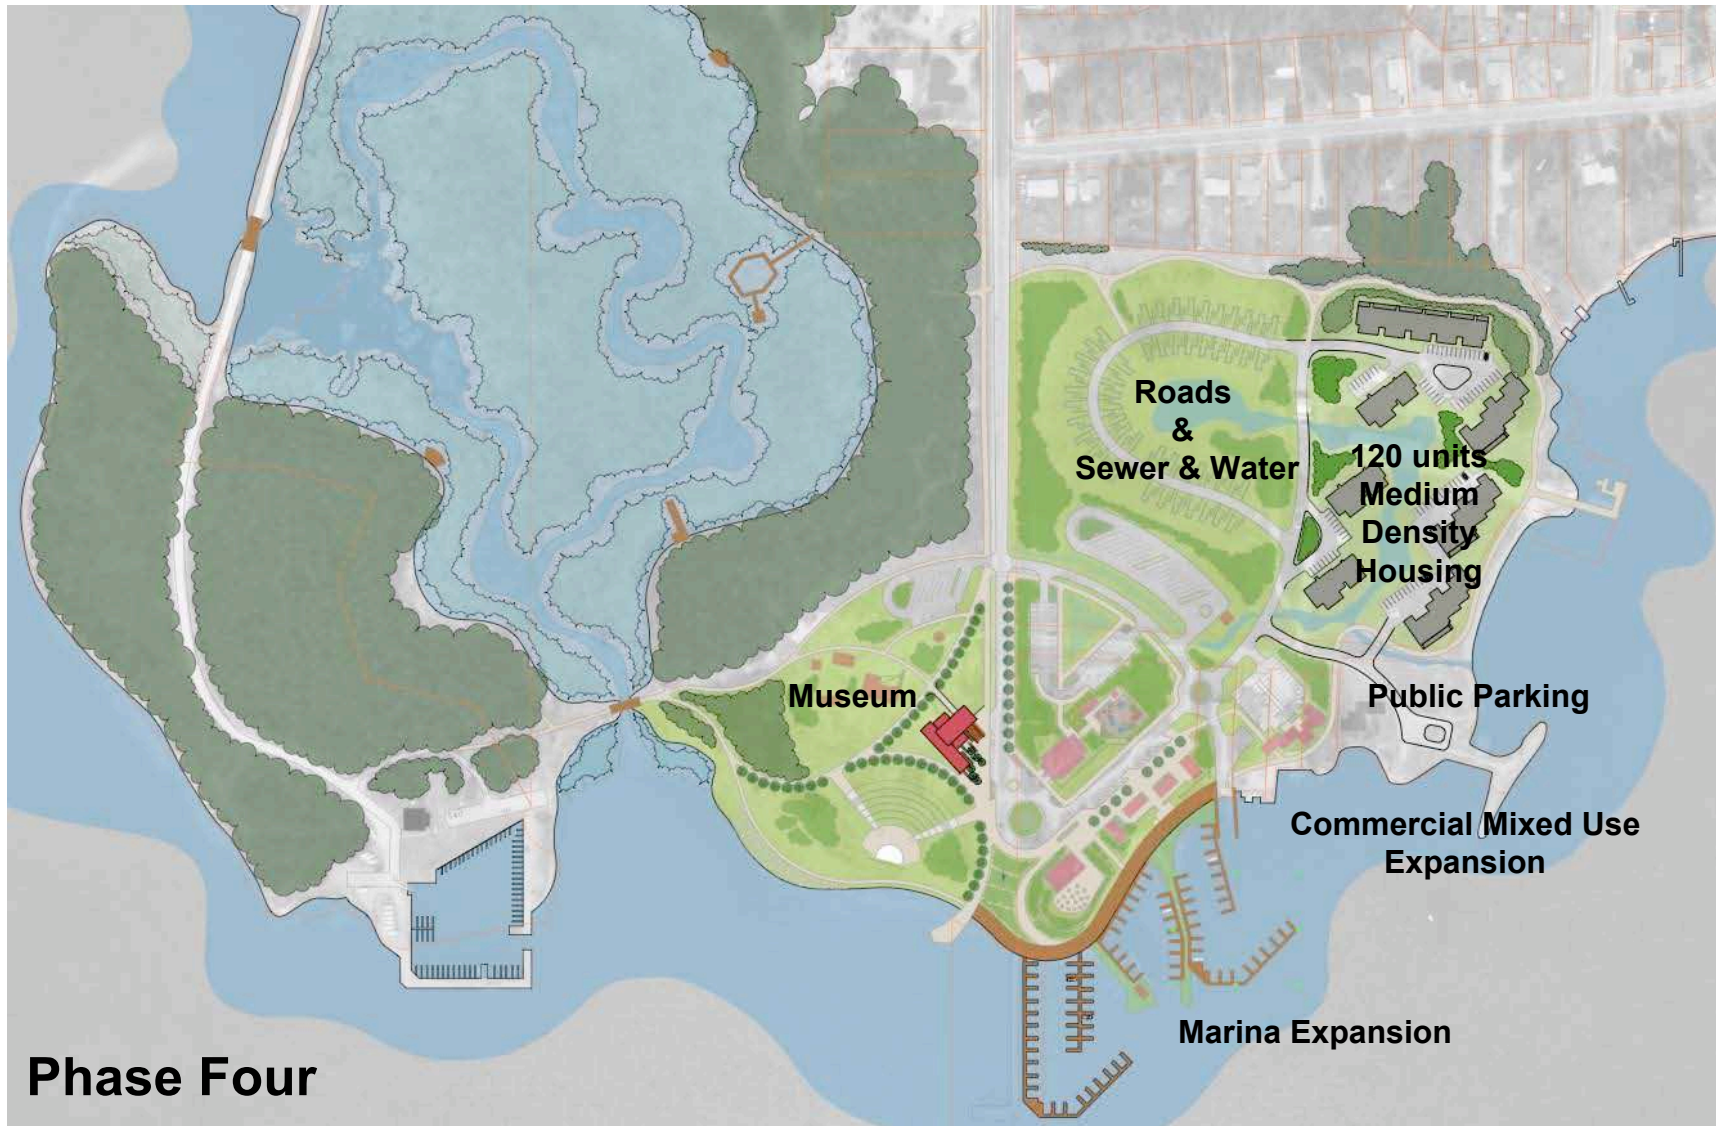 Roads
&
Sewer & Water
120 units
Medium
Density
Housing
Museum
Public Parking
Commercial Mixed Use
Expansion
Marina Expansion
Phase Four